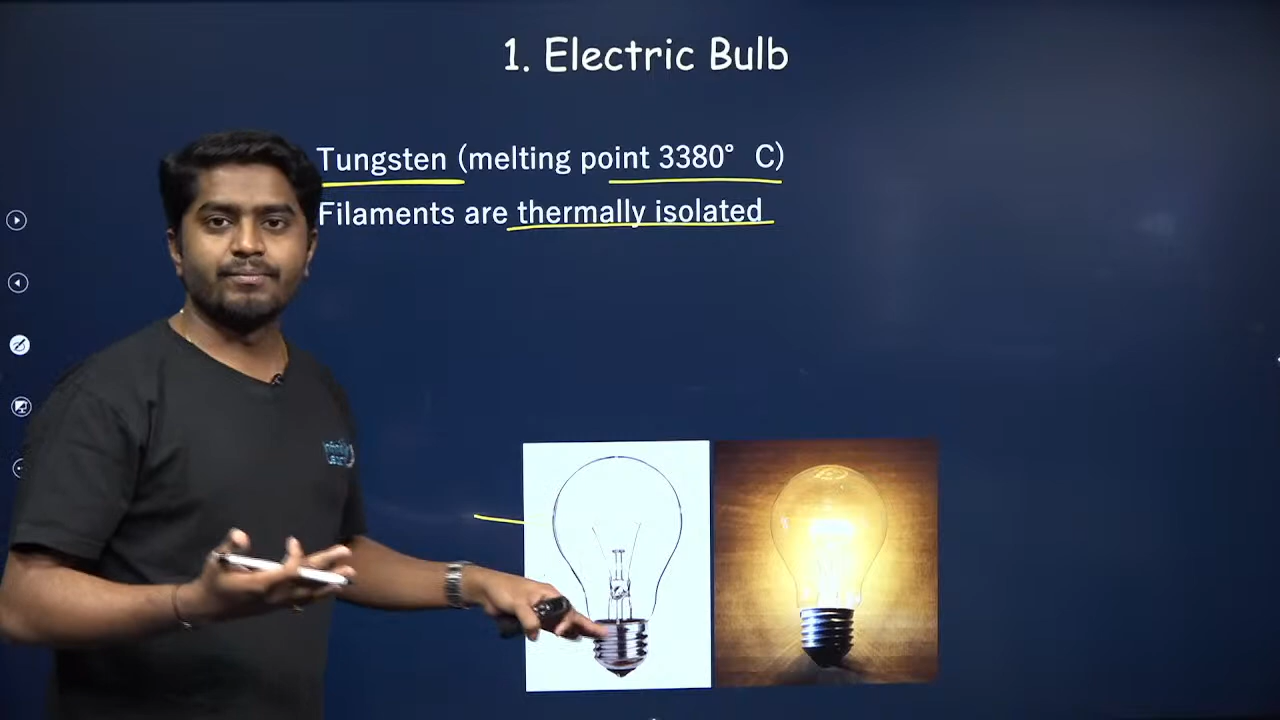 1. Electric Bulb
Tungsten (melting point 3380° C)
Filaments are thermally isolated